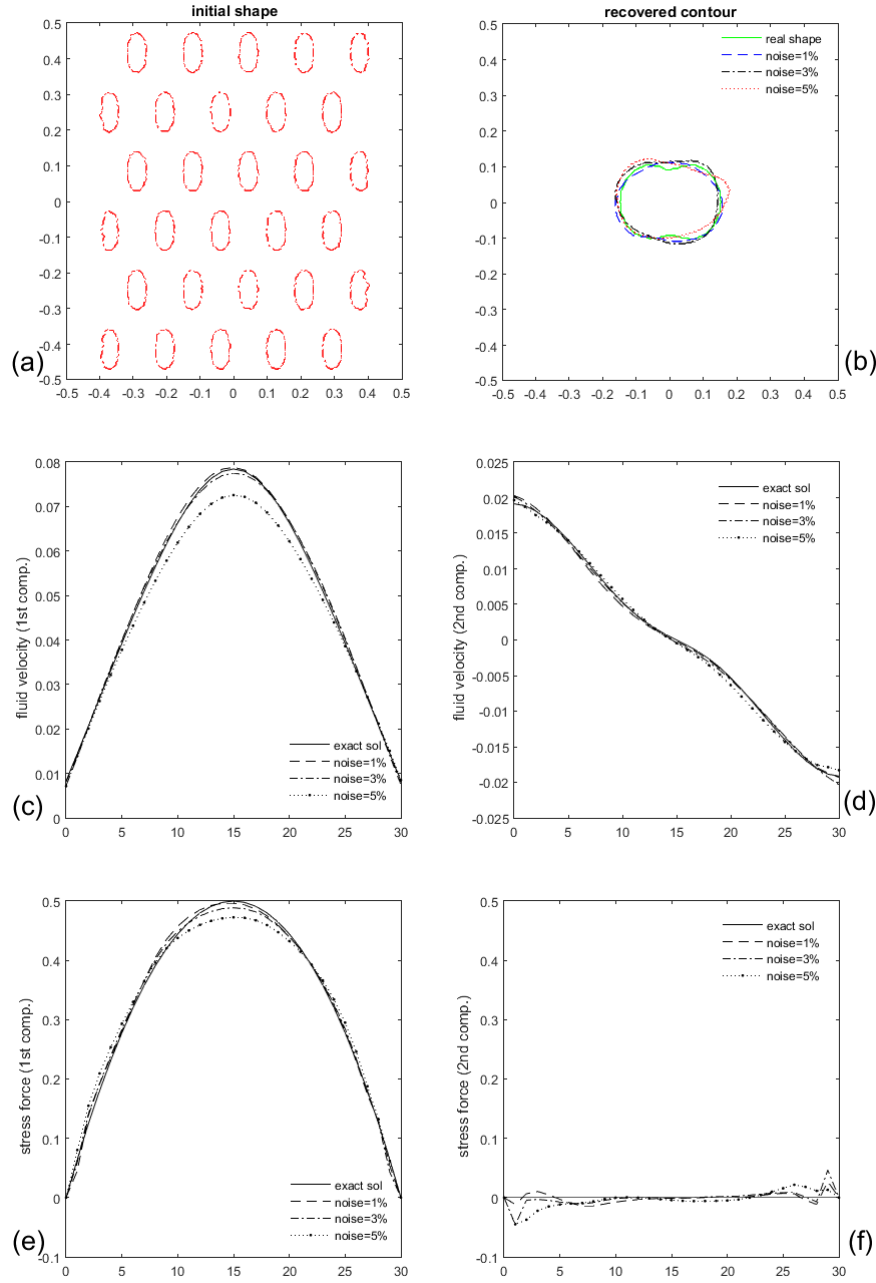 initial shape
0.5
0.4
0.3
0.2
0.1
0
-0.1
-0.2
-0.3
-0.4
-0.5
(a)
-0.5 -0.4 -0.3 -0.2 -0.1 0 0.1 0.2 0.3 0.4 0.5
recovered contour
real shape
noise=1%
noise=3%
noise=5%
0.5
0.4
0.3
0.2
0.1
0
-0.1
-0.2
-0.3
-0.4
-0.5
(b)
-0.5 -0.4 -0.3 -0.2 -0.1 0 0.1 0.2 0.3 0.4 0.5
fluid velocity (1st comp.)
0.08
0.07
0.06
0.05
0.04
0.03
0.02
0.01
0
exact sol
noise=1%
noise=3%
noise=5%
(c)
0 5 10 15 20 25 30
fluid velocity (2nd comp.)
0.025
0.02
0.015
0.01
0.005
0
-0.005
-0.01
-0.015
-0.02
-0.025
exact sol
noise=1%
noise=3%
noise=5%
(d)
0 5 10 15 20 25 30
stress force (1st comp.)
0.5
0.4
0.3
0.2
0.1
0
-0.1
exact sol
noise=1%
noise=3%
noise=5%
(e)
0 5 10 15 20 25 30
stress force (2nd comp.)
0.5
0.4
0.3
0.2
0.1
0
-0.1
exact sol
noise=1%
noise=3%
noise=5%
(f)
0 5 10 15 20 25 30